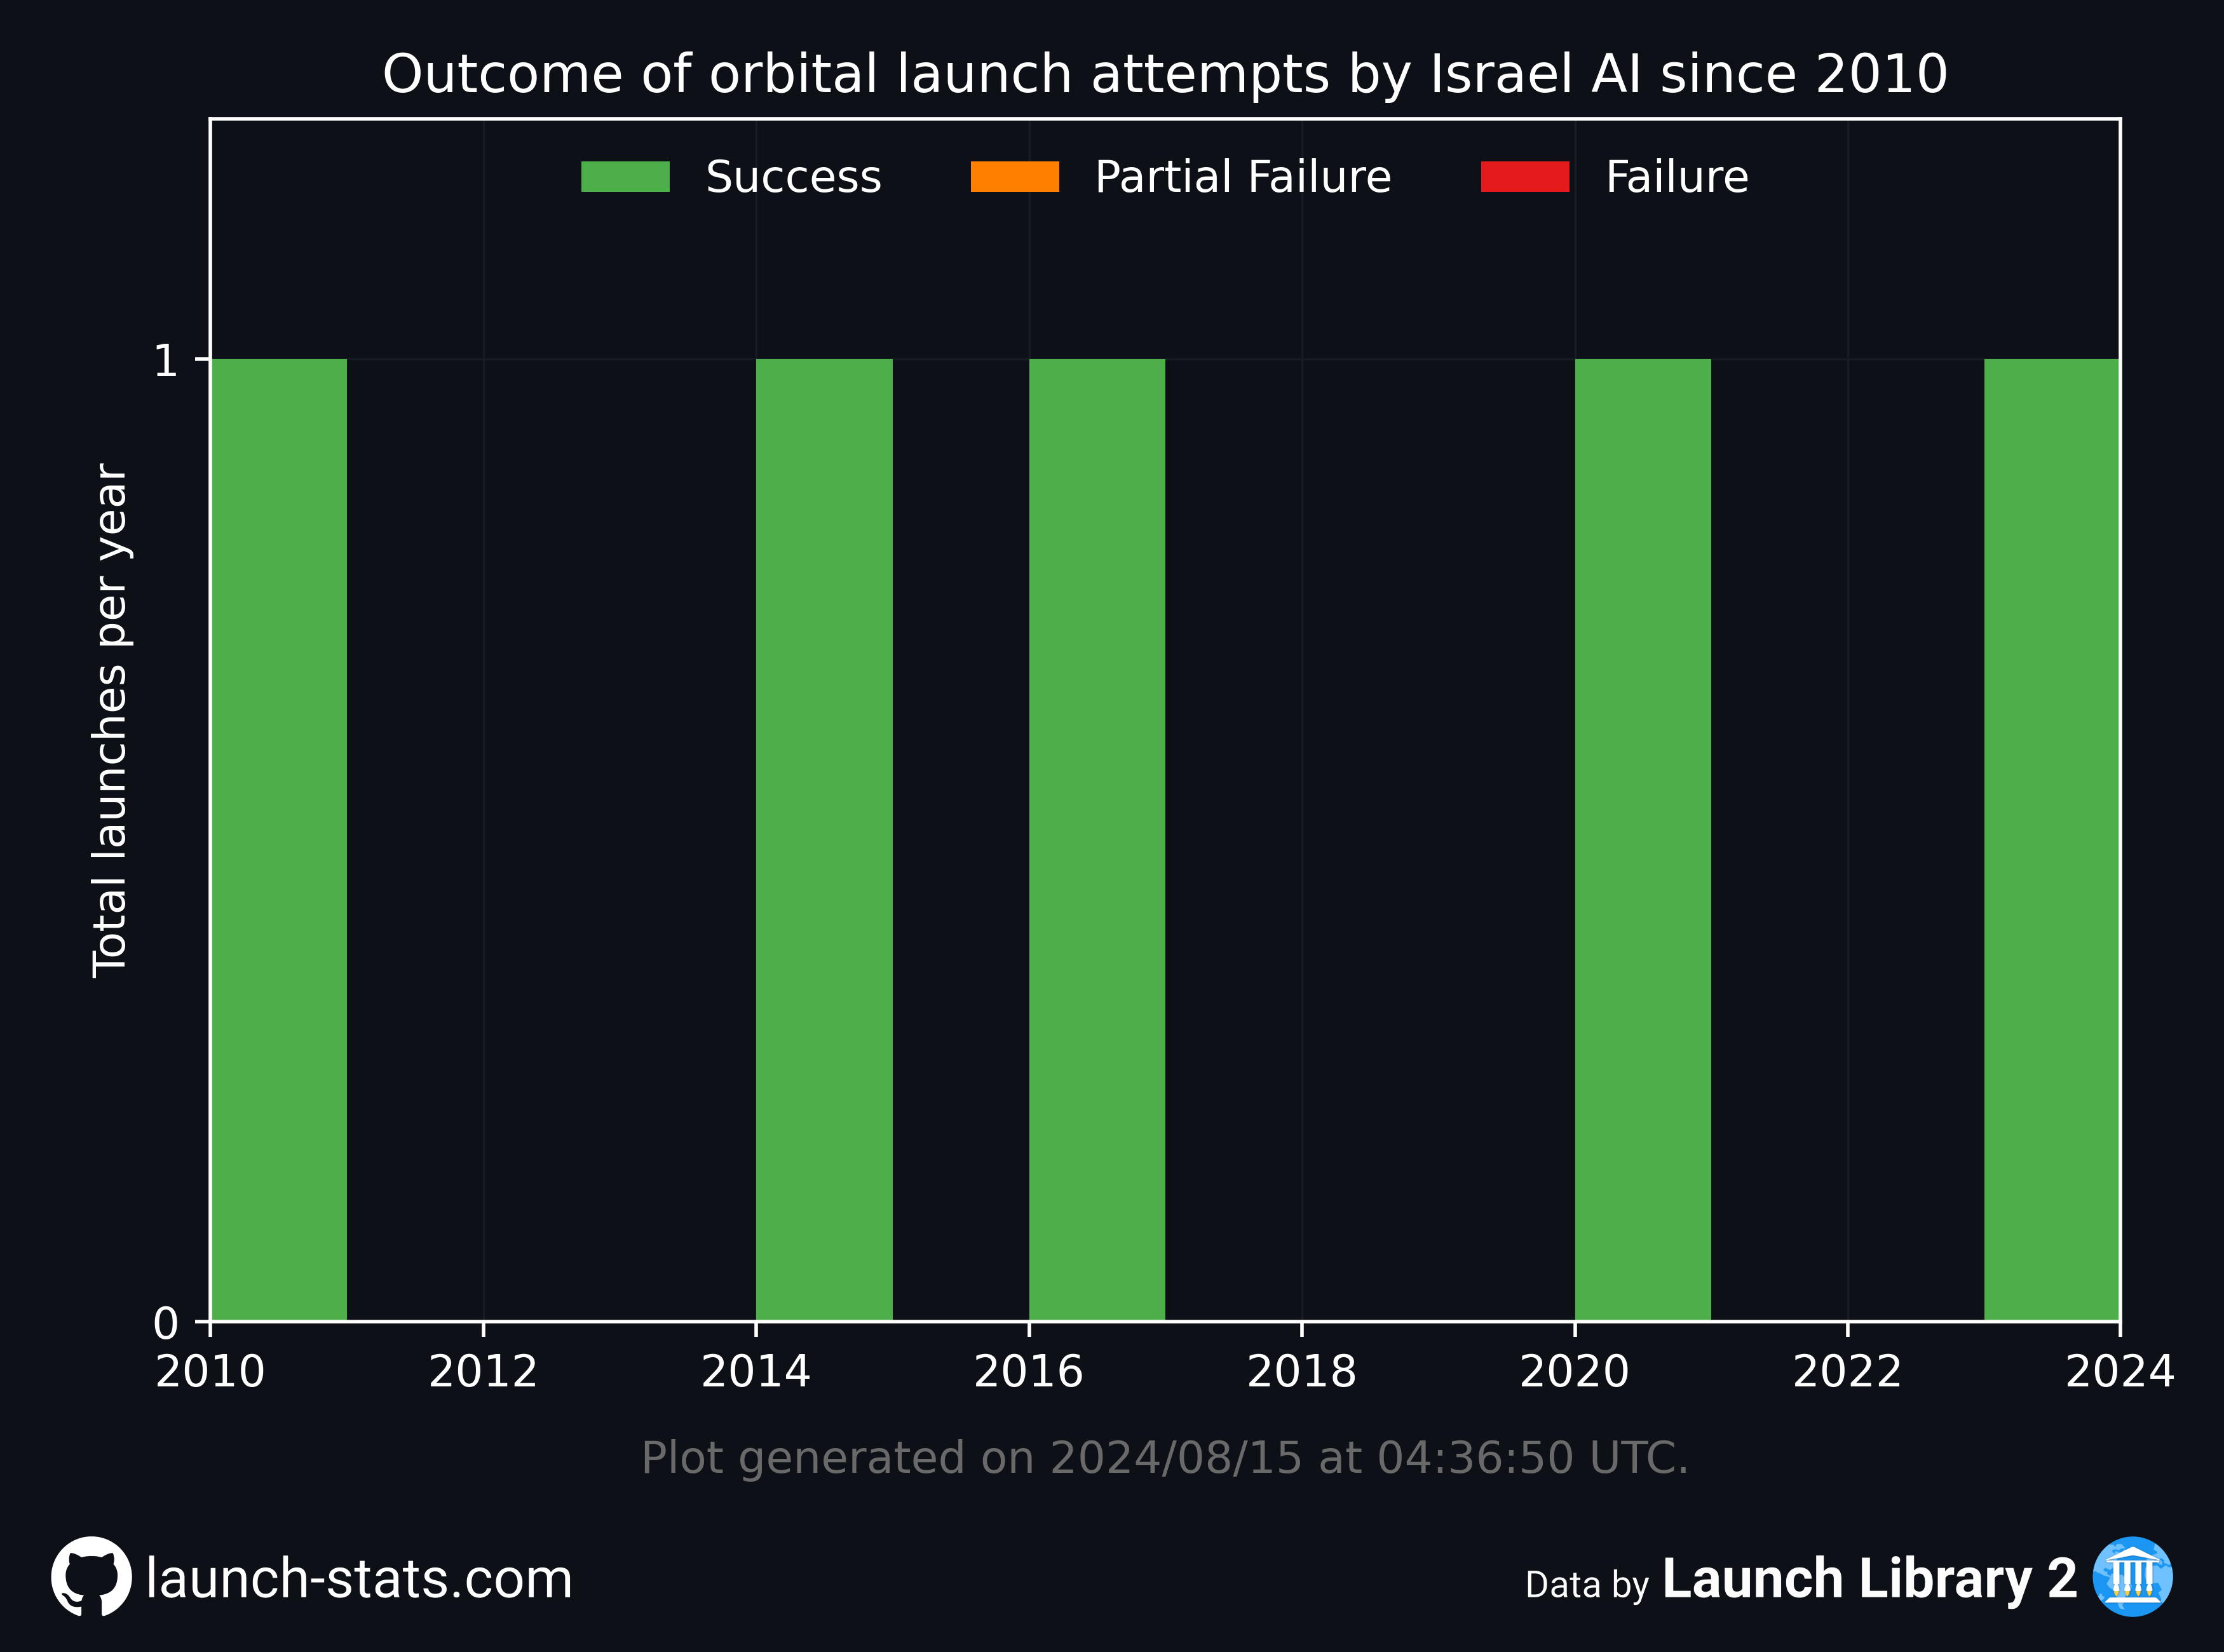 Outcome of orbital launch attempts by Israel AI since 2010
Success Partial Failure Failure
Total launches per year
1
0
2010 2012 2014 2016 2018 2020 2022 2024
Plot generated on 2024/08/15 at 04:36:50 UTC.
launch-stats.com
Data by Launch Library 2